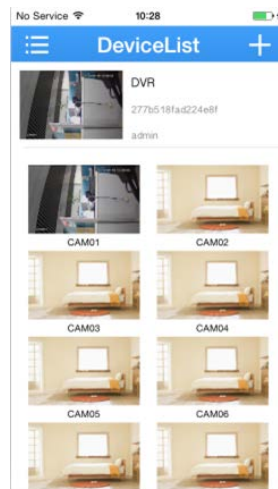 No Service 10:28
DeviceList
DVR
277b518fad224e8f
admin
CAM01 CAM02
CAM03 CAM04
CAM05 CAM06